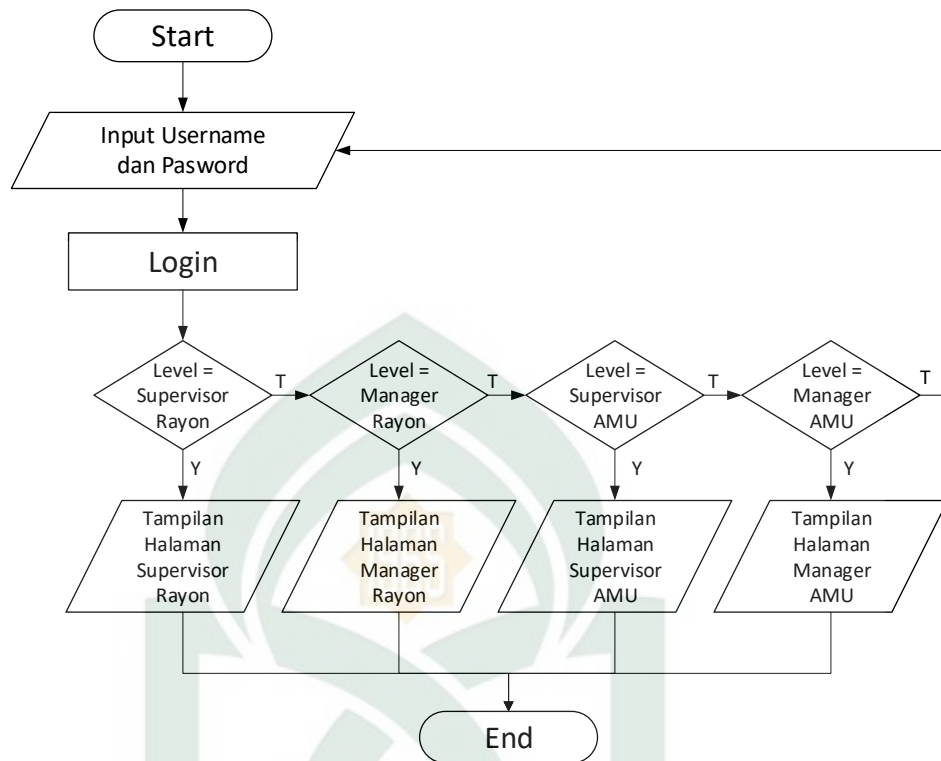 Start
Input Username
dan Pasword
Login
Level =
Supervisor
Rayon
T
Level =
Manager
Rayon
T
Level =
Supervisor
AMU
T
Level =
Manager
AMU
T
Y
Y
Y
Y
Tampilan
Halaman
Supervisor
Rayon
Tampilan
Halaman
Manager
Rayon
Tampilan
Halaman
Supervisor
AMU
Tampilan
Halaman
Manager
AMU
End